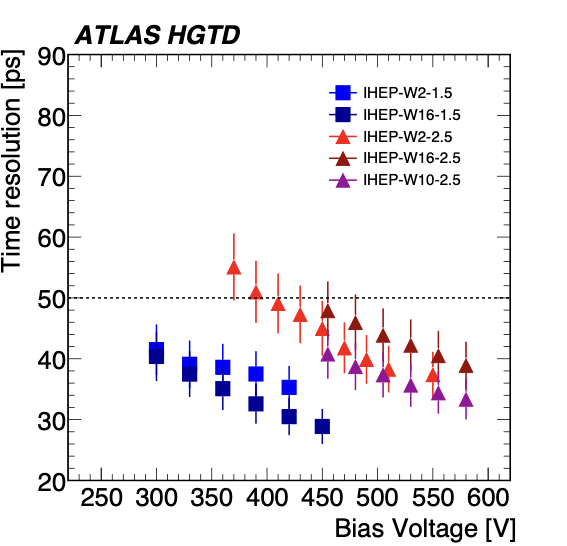 ATLAS HGTD
Time resolution [ps]
90
80
70
60
50
40
30
20
IHEP-W2-1.5
IHEP-W16-1.5
IHEP-W2-2.5
IHEP-W16-2.5
IHEP-W10-2.5
250 300 350 400 450 500 550 600
Bias Voltage [V]